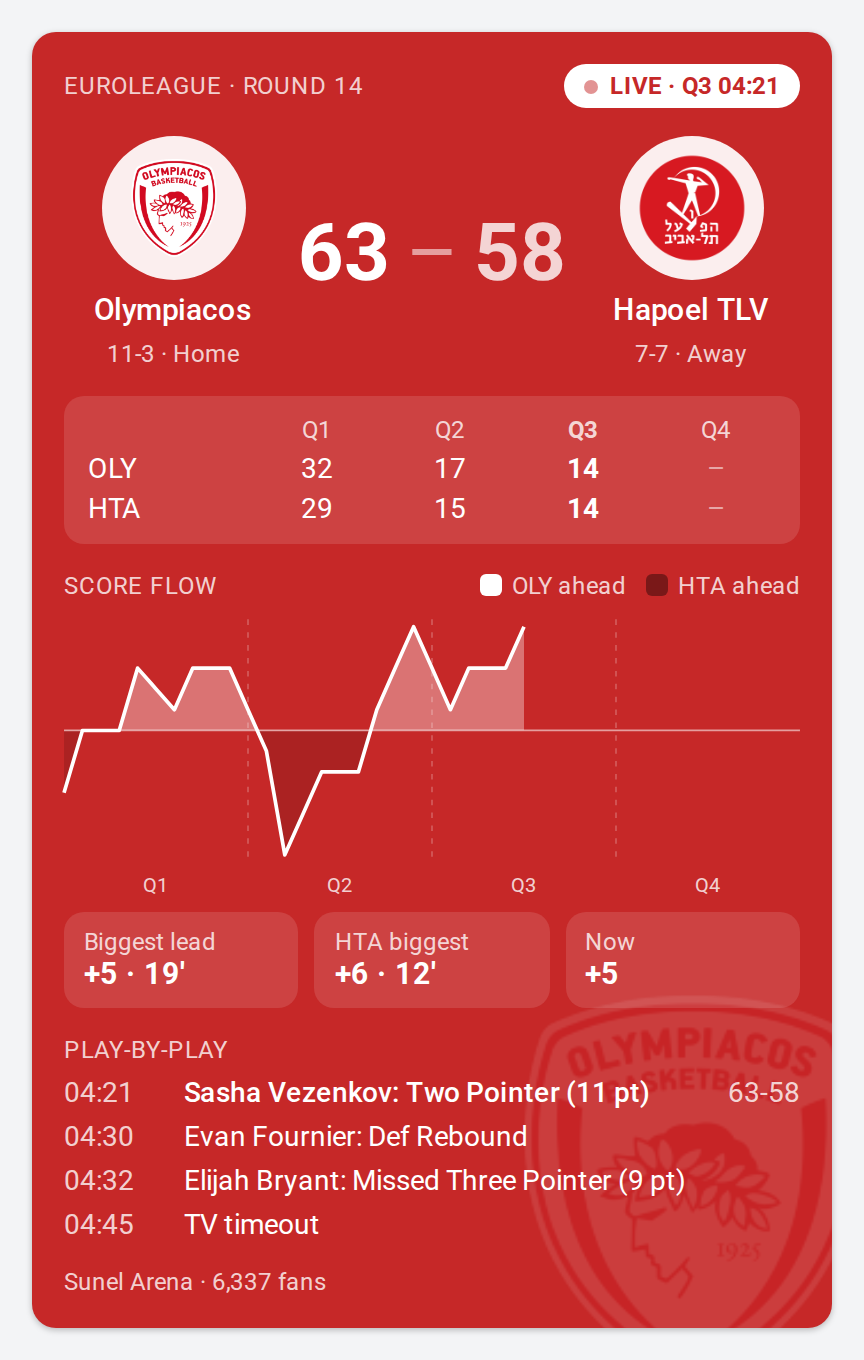 EUROLEAGUE · ROUND 14
LIVE · Q3 04:21
OLYMPIACOS
BASKETBALL
1925
הפועל
תל-אביב
63 – 58
Olympiacos
Hapoel TLV
11-3 · Home
7-7 · Away
Q1 Q2 Q3 Q4
OLY 32 17 14 –
HTA 29 15 14 –
SCORE FLOW
OLY ahead
HTA ahead
Q1 Q2 Q3 Q4
Biggest lead
+5 · 19'
HTA biggest
+6 · 12'
Now
+5
OLYMPIACOS
BASKETBALL
1925
PLAY-BY-PLAY
04:21 Sasha Vezenkov: Two Pointer (11 pt) 63-58
04:30 Evan Fournier: Def Rebound
04:32 Elijah Bryant: Missed Three Pointer (9 pt)
04:45 TV timeout
Sunel Arena · 6,337 fans